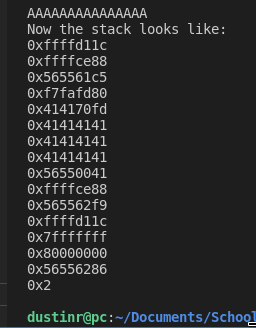 AAAAAAAAAAAAAAA
Now the stack looks like:
0xffffd11c
0xffffce88
0x565561c5
0xf7fafd80
0x414170fd
0x41414141
0x41414141
0x41414141
0x56550041
0xffffce88
0x565562f9
0xffffd11c
0x7fffffff
0x80000000
0x56556286
0x2
dustinr@pc:~/Documents/School